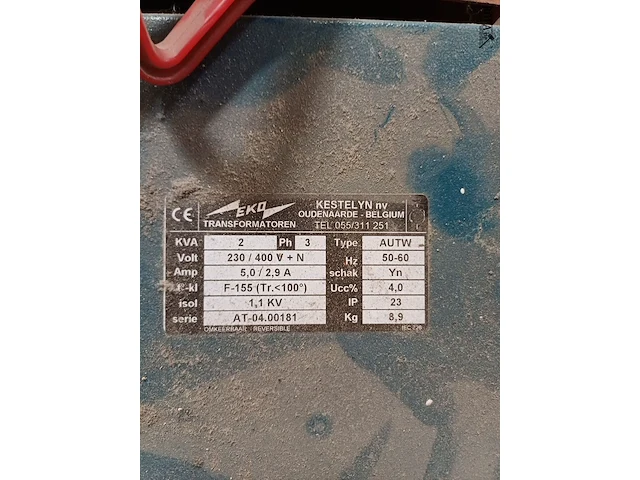 CE EKO KESTELYN nv
OUDENAARDE - BELGIUM
TRANSFORMATOREN TEL 055/311 251
KVA 2 Ph 3 Type AUTW
Volt 230 / 400 V + N Hz 50-60
Amp 5,0 / 2,9 A schak Yn
F-155 (Tr.<100°) Ucc% 4,0
isol 1,1 KV IP 23
serie AT-04.00181 Kg 8,9
OMKEERBAAR REVERSIBLE